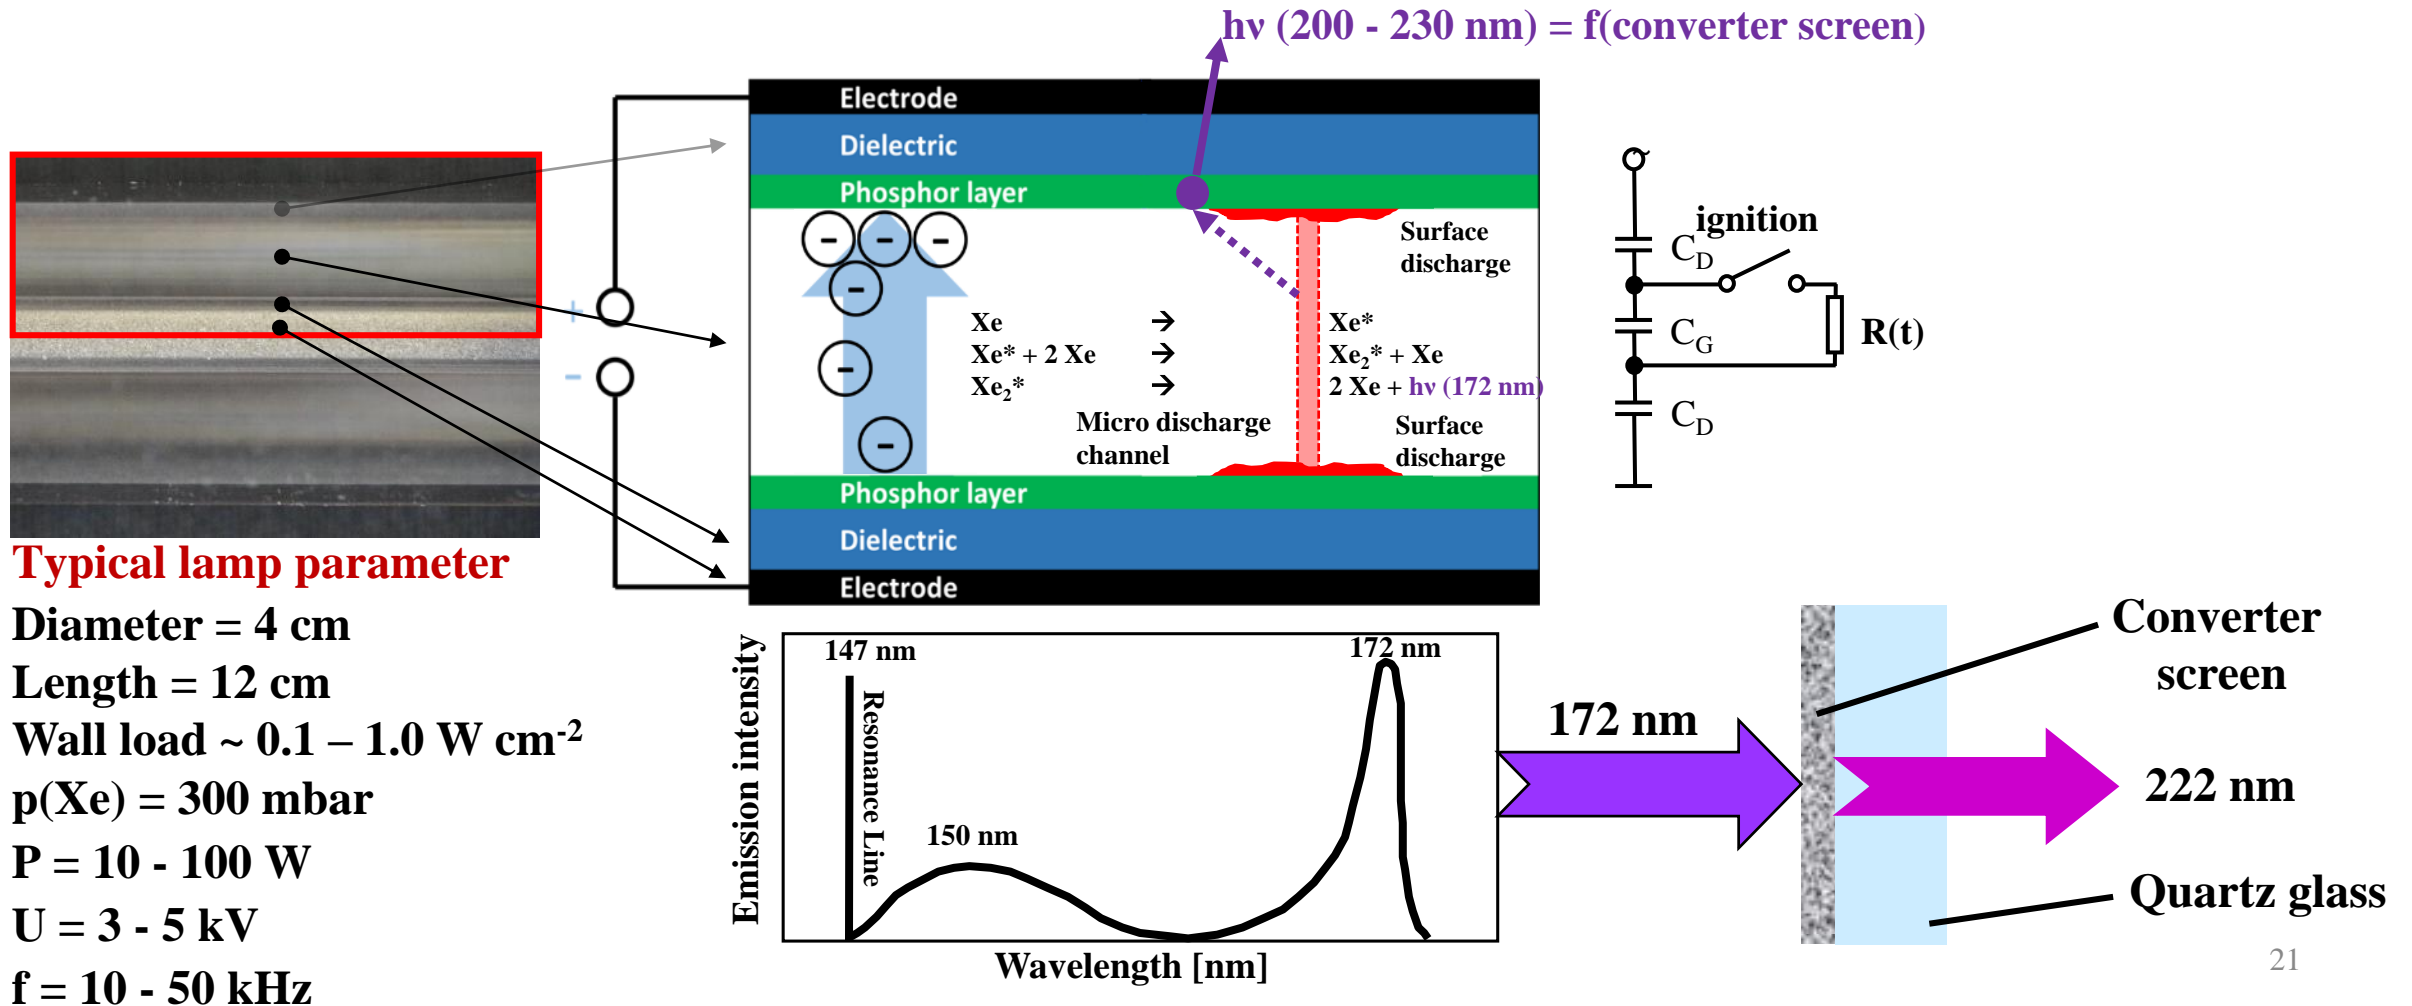 hν (200 - 230 nm) = f(converter screen)
Electrode
Dielectric
Phosphor layer
Surface
discharge
Xe → Xe*
Xe* + 2 Xe → Xe₂* + Xe
Xe₂* → 2 Xe + hν (172 nm)
Micro discharge
channel
Surface
discharge
Phosphor layer
Dielectric
Electrode
+
−
- - -
-
-
-
~
ignition
C_D
C_G
R(t)
C_D
Typical lamp parameter
Diameter = 4 cm
Length = 12 cm
Wall load ~ 0.1 – 1.0 W cm⁻²
p(Xe) = 300 mbar
P = 10 - 100 W
U = 3 - 5 kV
f = 10 - 50 kHz
Emission intensity
147 nm
Resonance Line
150 nm
172 nm
Wavelength [nm]
172 nm
Converter
screen
222 nm
Quartz glass
21